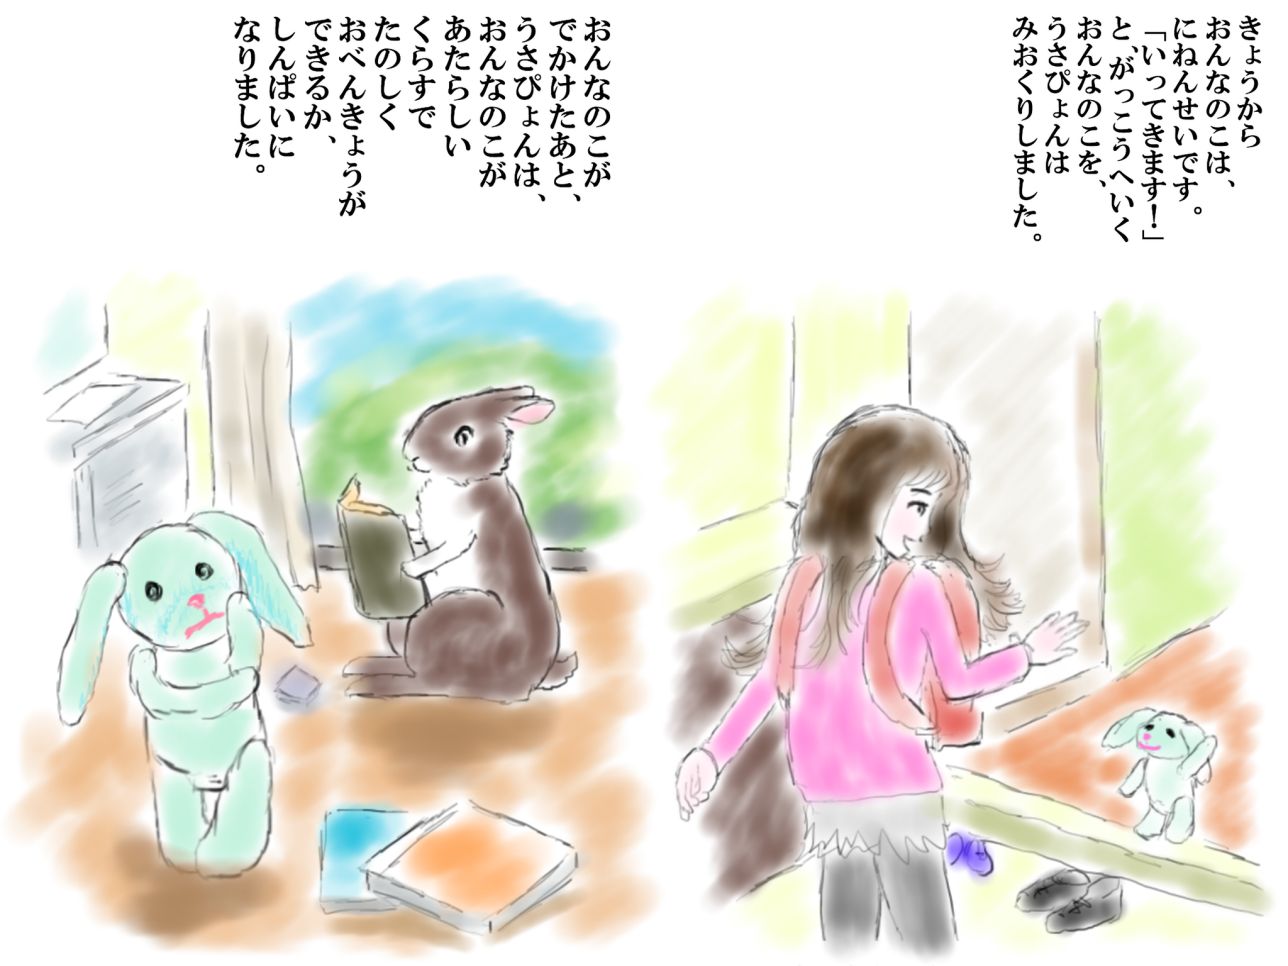 きょうから
おんなのこは、
にねんせいです。
「いってきます!」
と、がっこうへいく
おんなのこを、
うさぴょんは
みおくりしました。
おんなのこが
でかけたあと、
うさぴょんは、
おんなのこが
あたらしい
くらすで
たのしく
おべんきょうが
できるか、
しんぱいに
なりました。